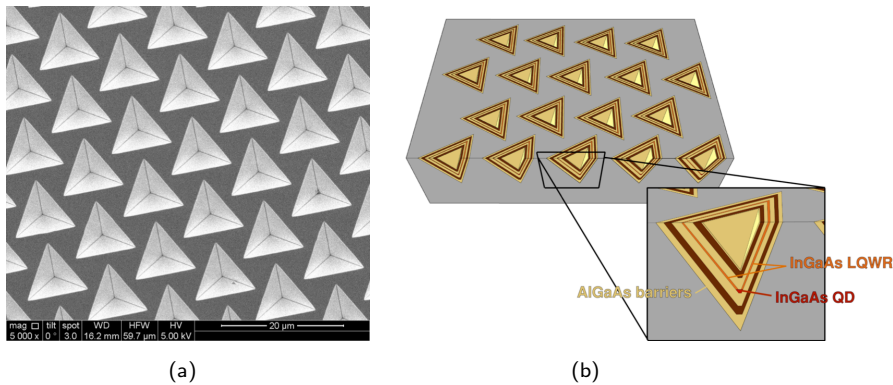 mag □ tilt spot WD HFW HV
5 000 x 0 ° 3.0 16.2 mm 59.7 µm 5.00 kV
20 µm
InGaAs LQWR
AlGaAs barriers
InGaAs QD
(a)
(b)